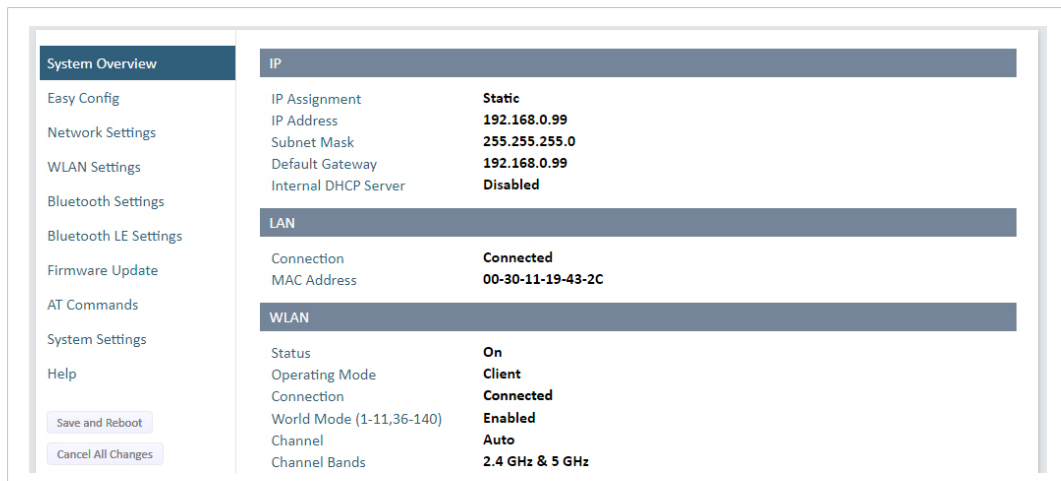 System Overview
Easy Config
Network Settings
WLAN Settings
Bluetooth Settings
Bluetooth LE Settings
Firmware Update
AT Commands
System Settings
Help
Save and Reboot
Cancel All Changes
IP
IP Assignment Static
IP Address 192.168.0.99
Subnet Mask 255.255.255.0
Default Gateway 192.168.0.99
Internal DHCP Server Disabled
LAN
Connection Connected
MAC Address 00-30-11-19-43-2C
WLAN
Status On
Operating Mode Client
Connection Connected
World Mode (1-11,36-140) Enabled
Channel Auto
Channel Bands 2.4 GHz & 5 GHz